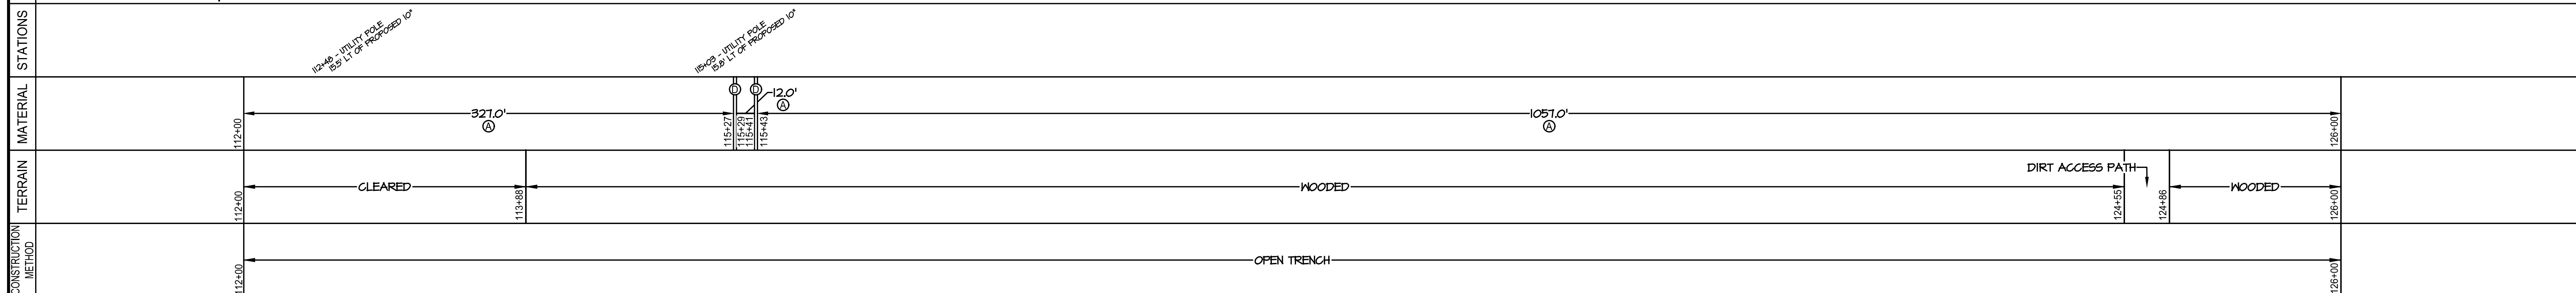 STATIONS
112+48 - UTILITY POLE
15.5' LT OF PROPOSED 10"
115+03 - UTILITY POLE
15.8' LT OF PROPOSED 10"
MATERIAL
112+00
327.0'
A
D
D
115+27
115+29
115+41
115+43
12.0'
A
1057.0'
A
126+00
TERRAIN
112+00
CLEARED
113+88
WOODED
124+55
DIRT ACCESS PATH
124+86
WOODED
126+00
CONSTRUCTION
METHOD
112+00
OPEN TRENCH
126+00